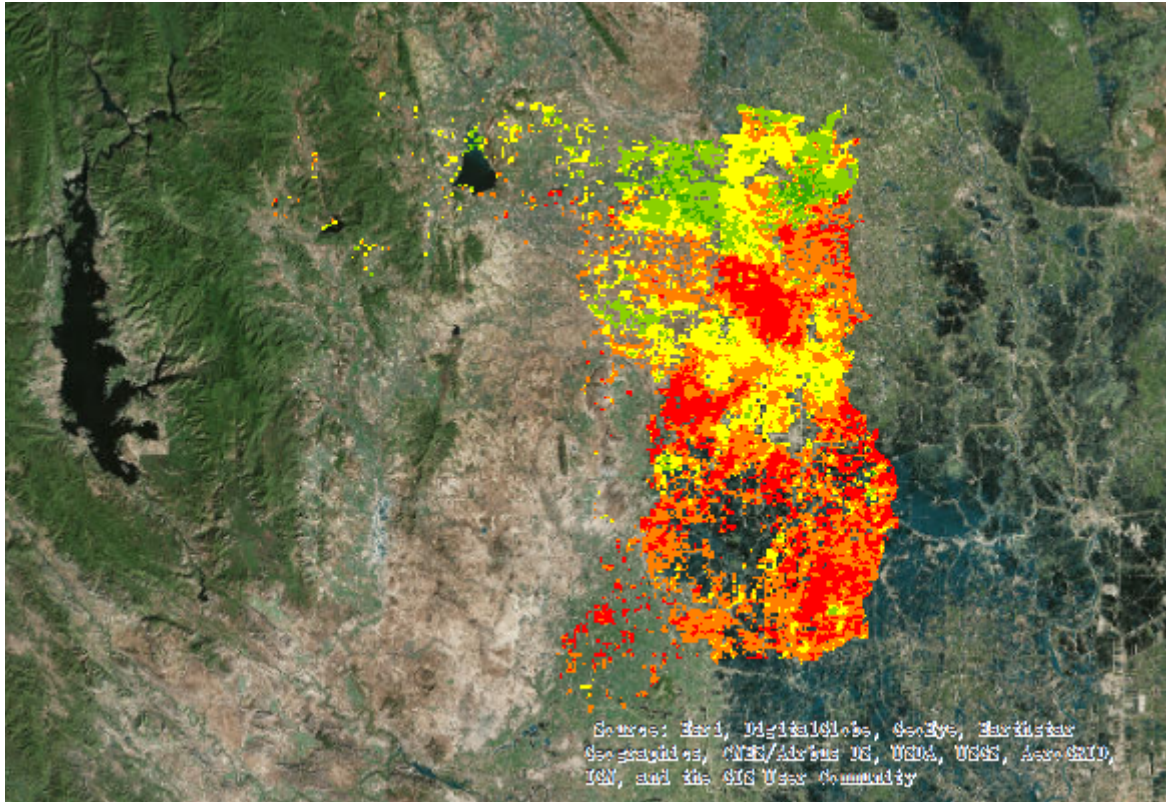 Source: Esri, DigitalGlobe, GeoEye, Earthstar
Geographics, CNES/Airbus DS, USDA, USGS, AeroGRID,
IGN, and the GIS User Community